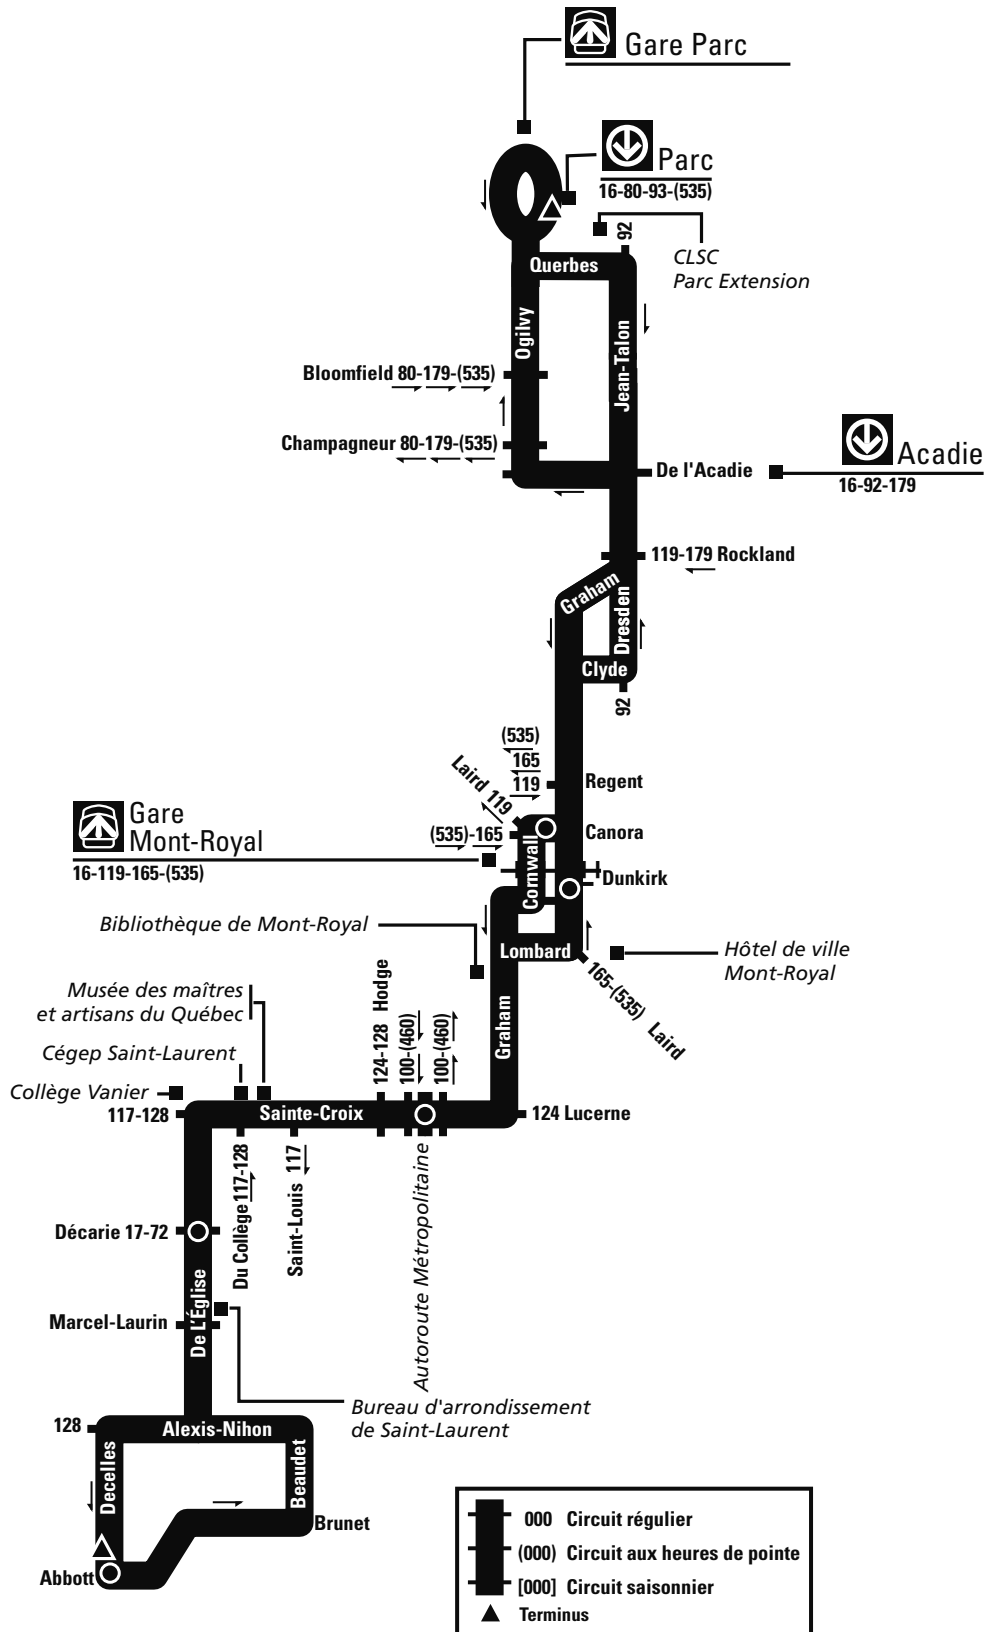 Gare Parc
Parc
16-80-93-(535)
92
CLSC
Parc Extension
Querbes
Ogilvy
Jean-Talon
Bloomfield 80-179-(535)
Champagneur 80-179-(535)
Acadie
De l'Acadie
16-92-179
119-179 Rockland
Graham
Dresden
Clyde
92
(535)
165
119
Laird 119
Regent
Gare
Mont-Royal
16-119-165-(535)
(535)-165
Canora
Cornwall
Dunkirk
Bibliothèque de Mont-Royal
Lombard
Hôtel de ville
Mont-Royal
165-(535) Laird
Musée des maîtres
et artisans du Québec
Cégep Saint-Laurent
Collège Vanier
124-128 Hodge
100-(460)
100-(460)
Graham
117-128
Sainte-Croix
124 Lucerne
Du Collège 117-128
Saint-Louis 117
Autoroute Métropolitaine
Décarie 17-72
De L'Église
Marcel-Laurin
Bureau d'arrondissement
de Saint-Laurent
128
Alexis-Nihon
Decelles
Beaudet
Brunet
Abbott
000 Circuit régulier
(000) Circuit aux heures de pointe
[000] Circuit saisonnier
Terminus